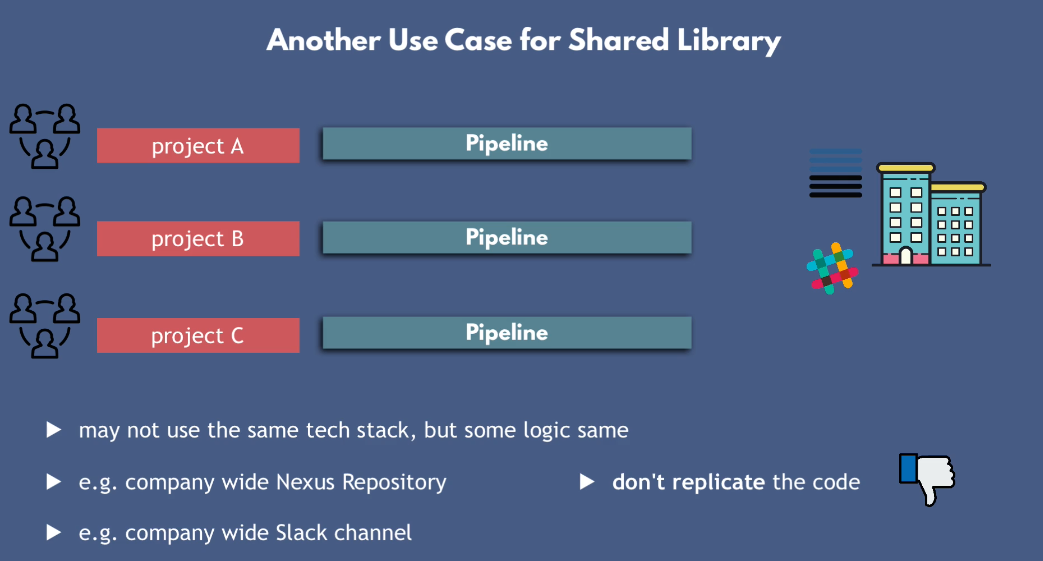 Another Use Case for Shared Library
project A
Pipeline
project B
Pipeline
project C
Pipeline
may not use the same tech stack, but some logic same
e.g. company wide Nexus Repository
don't replicate the code
e.g. company wide Slack channel